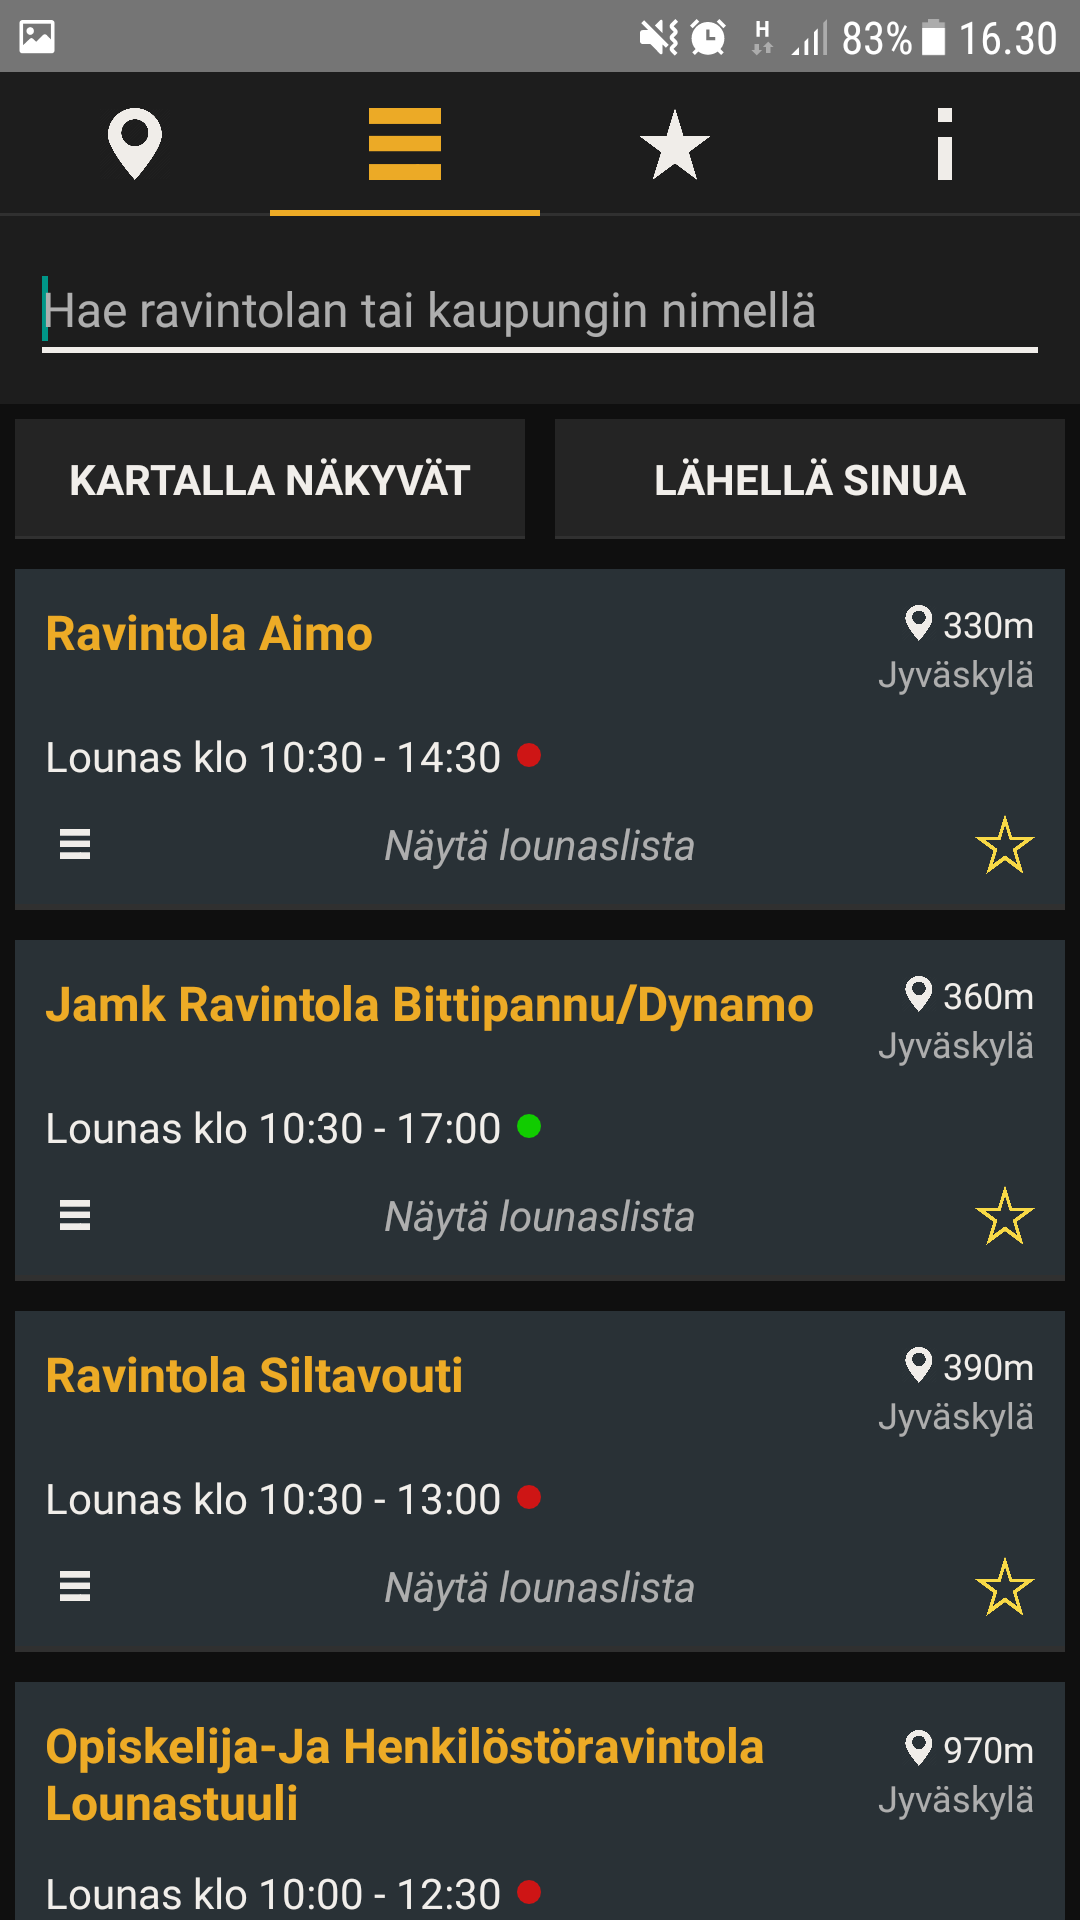 H 83% 16.30
Hae ravintolan tai kaupungin nimellä
KARTALLA NÄKYVÄT LÄHELLÄ SINUA
Ravintola Aimo 330m
Jyväskylä
Lounas klo 10:30 - 14:30
Näytä lounaslista
Jamk Ravintola Bittipannu/Dynamo 360m
Jyväskylä
Lounas klo 10:30 - 17:00
Näytä lounaslista
Ravintola Siltavouti 390m
Jyväskylä
Lounas klo 10:30 - 13:00
Näytä lounaslista
Opiskelija-Ja Henkilöstöravintola 970m
Lounastuuli Jyväskylä
Lounas klo 10:00 - 12:30